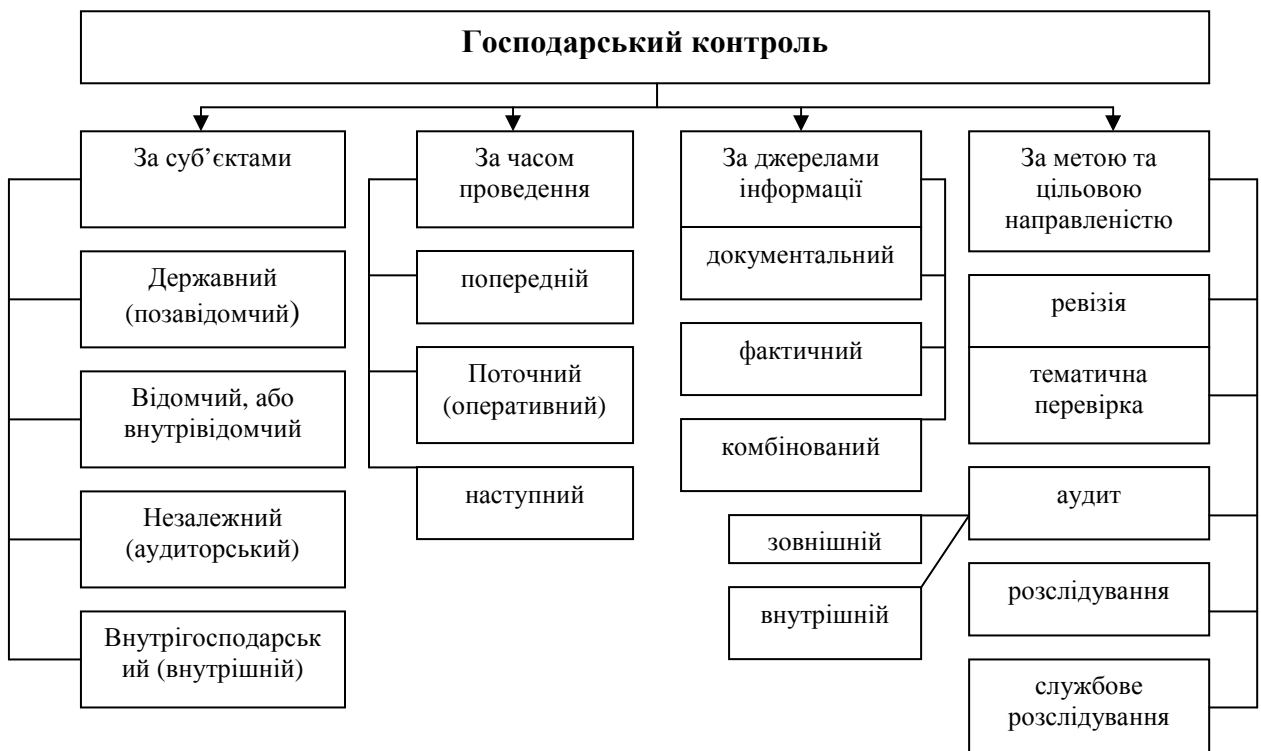 Господарський контроль
За суб’єктами
Державний
(позавідомчий)
Відомчий, або
внутрівідомчий
Незалежний
(аудиторський)
Внутрігосподарськ
ий (внутрішній)
За часом
проведення
попередній
Поточний
(оперативний)
наступний
За джерелами
інформації
документальний
фактичний
комбінований
За метою та
цільовою
направленістю
ревізія
тематична
перевірка
аудит
зовнішній
внутрішній
розслідування
службове
розслідування